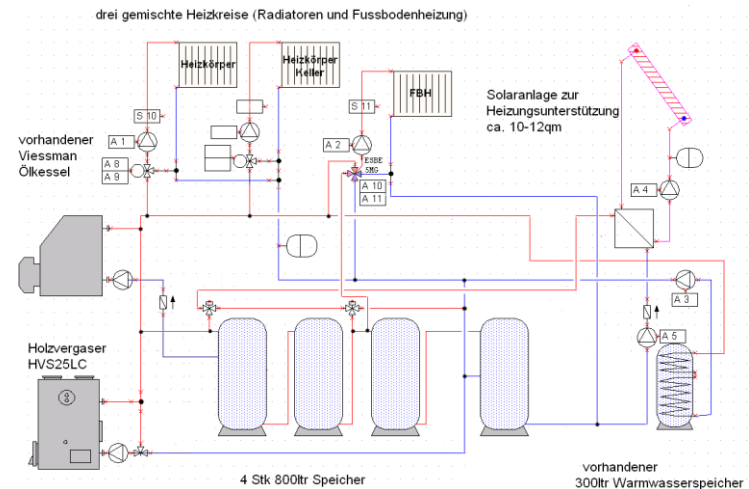 drei gemischte Heizkreise (Radiatoren und Fussbodenheizung)
Heizkörper
Heizkörper
Keller
FBH
S 10
S 11
A 1
A 2
A 8
A 9
ESBE
5MG
A 10
A 11
Solaranlage zur
Heizungsunterstützung
ca. 10-12qm
A 4
vorhandener
Viessman
Ölkessel
A 3
A 5
Holzvergaser
HVS25LC
4 Stk 800ltr Speicher
vorhandener
300ltr Warmwasserspeicher